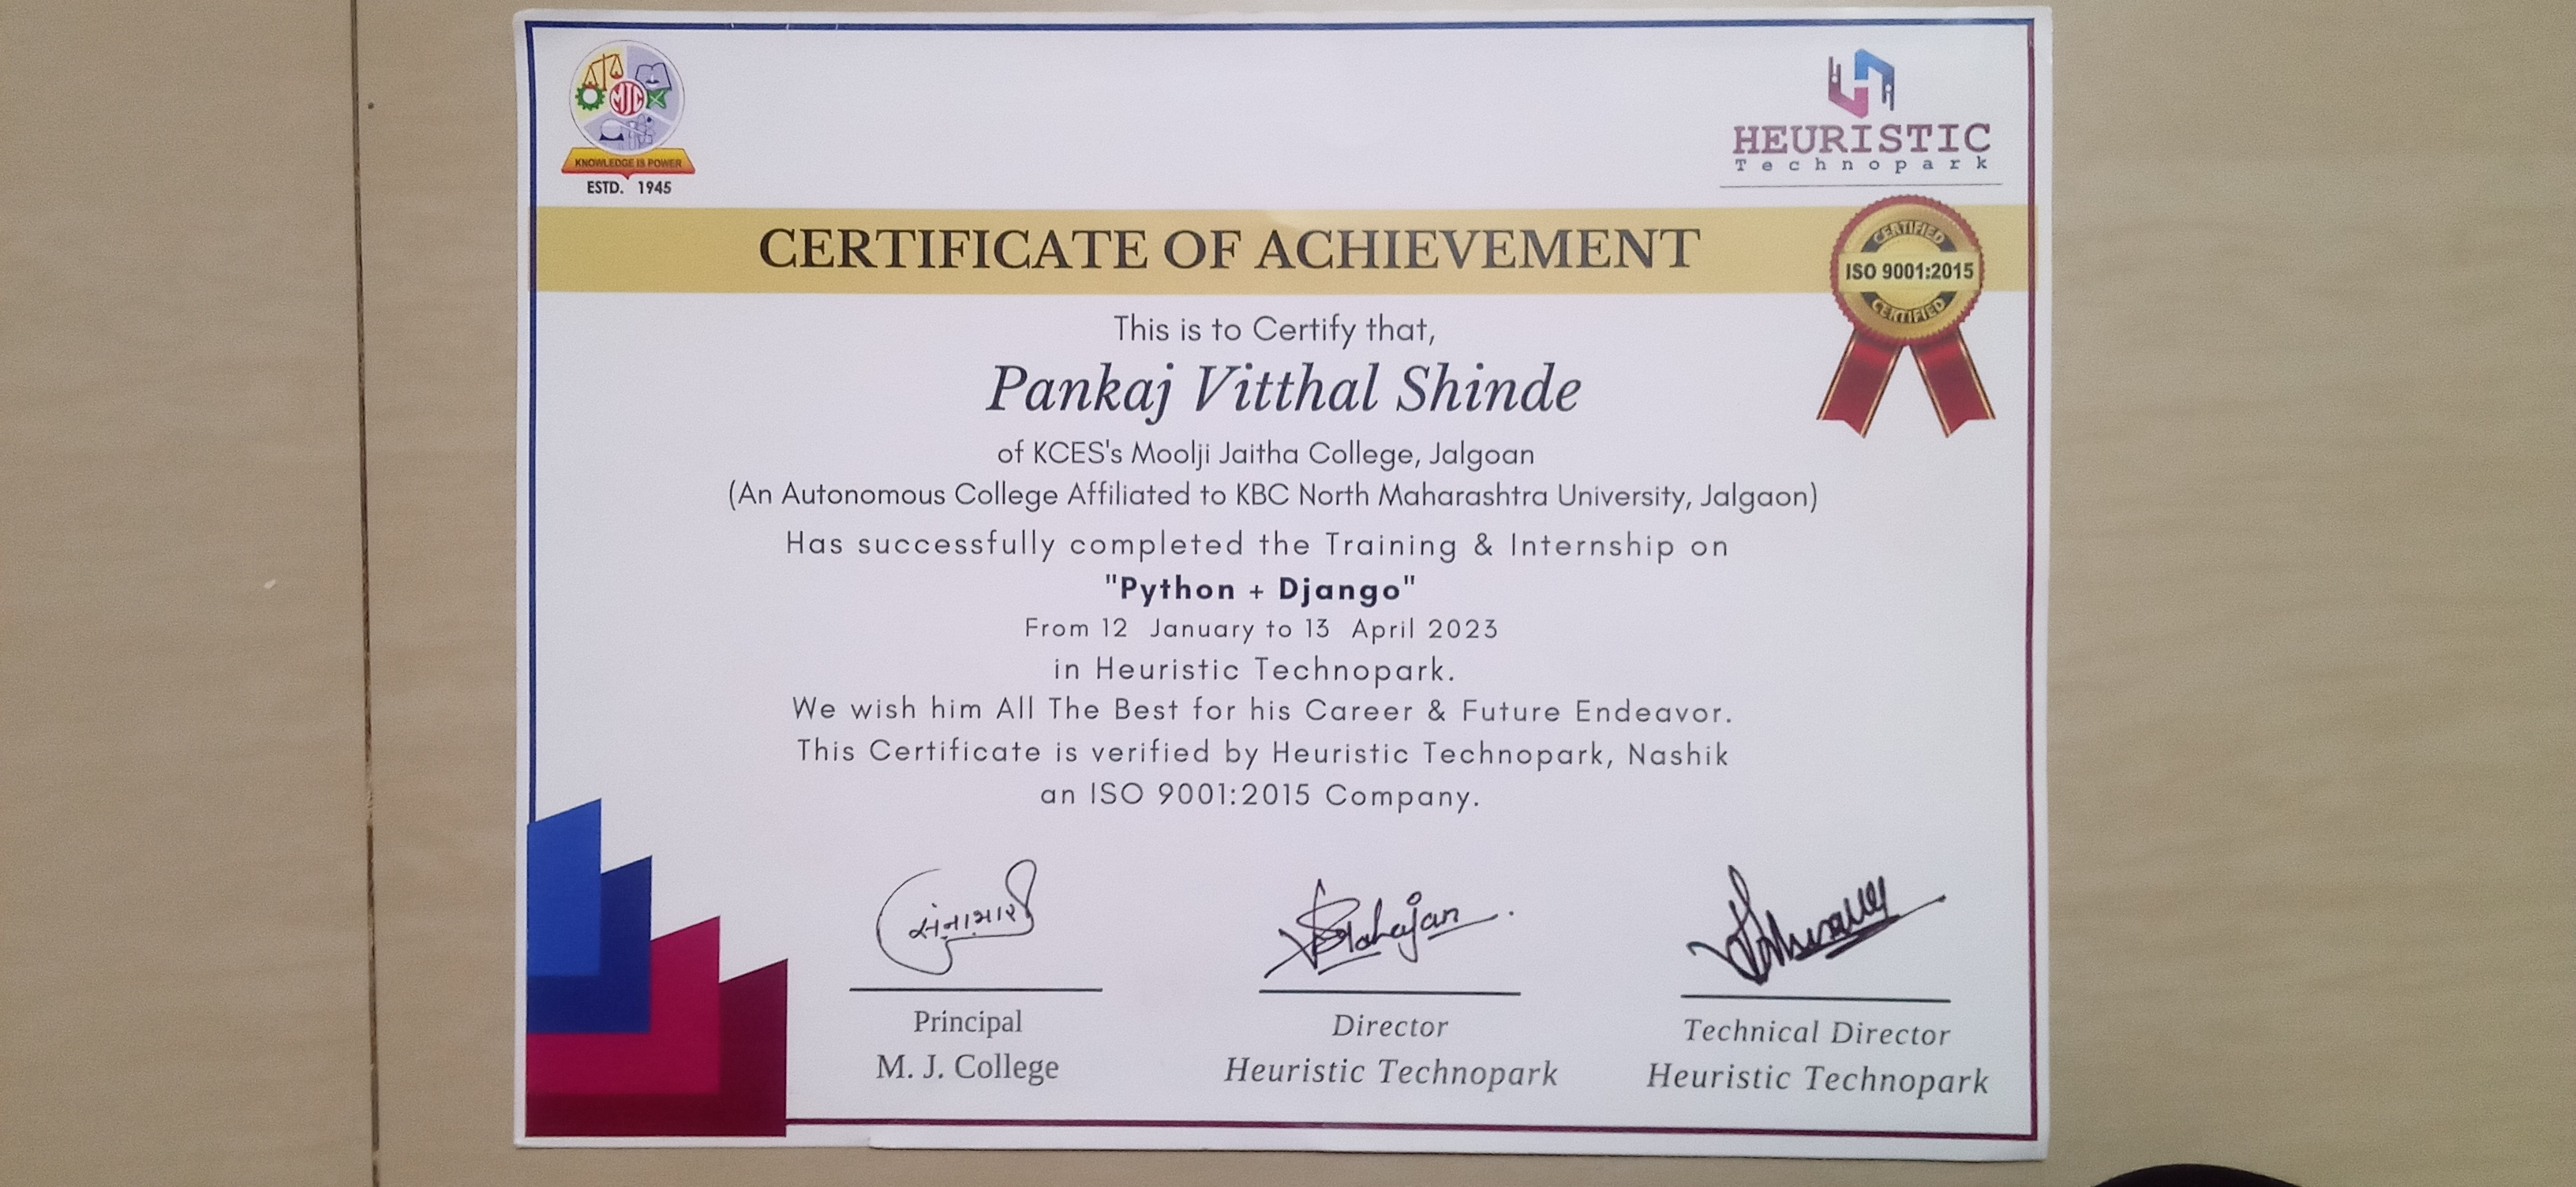 MJC
KNOWLEDGE IS POWER
ESTD. 1945
HEURISTIC
Technopark
CERTIFICATE OF ACHIEVEMENT
CERTIFIED
ISO 9001:2015
CERTIFIED
This is to Certify that,
Pankaj Vitthal Shinde
of KCES's Moolji Jaitha College, Jalgoan
(An Autonomous College Affiliated to KBC North Maharashtra University, Jalgaon)
Has successfully completed the Training & Internship on
"Python + Django"
From 12 January to 13 April 2023
in Heuristic Technopark.
We wish him All The Best for his Career & Future Endeavor.
This Certificate is verified by Heuristic Technopark, Nashik
an ISO 9001:2015 Company.
Principal
M. J. College
Director
Heuristic Technopark
Technical Director
Heuristic Technopark